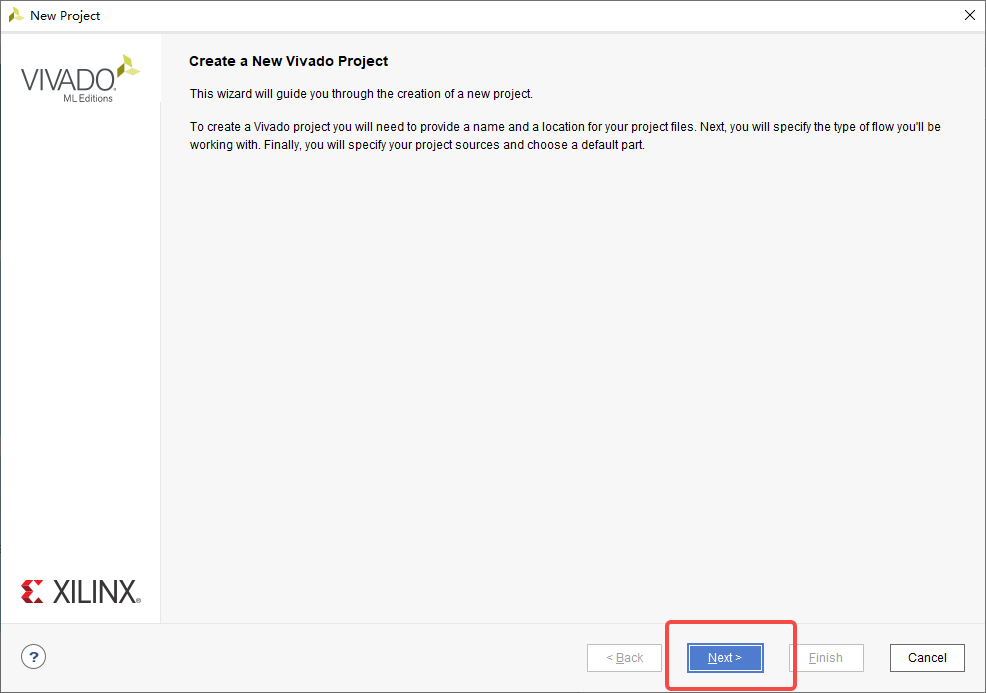 New Project
VIVADO
ML Editions
Create a New Vivado Project
This wizard will guide you through the creation of a new project.
To create a Vivado project you will need to provide a name and a location for your project files. Next, you will specify the type of flow you'll be
working with. Finally, you will specify your project sources and choose a default part.
XILINX
?
< Back
Next >
Finish
Cancel